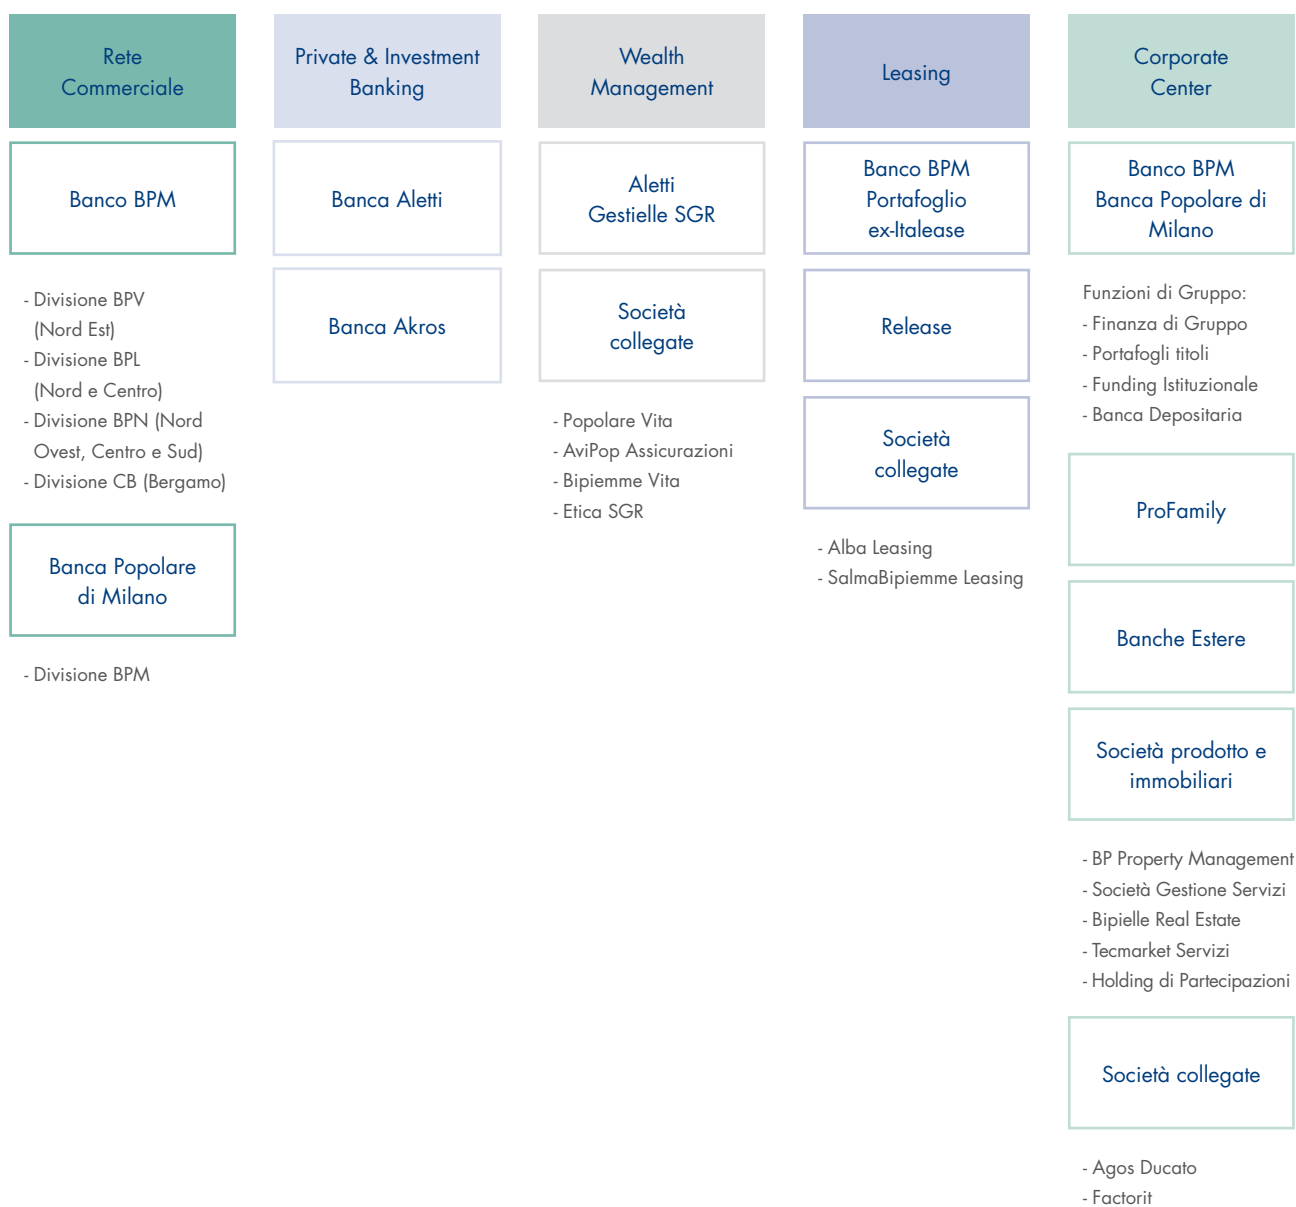 Rete
Commerciale
Banco BPM
- Divisione BPV
(Nord Est)
- Divisione BPL
(Nord e Centro)
- Divisione BPN (Nord
Ovest, Centro e Sud)
- Divisione CB (Bergamo)
Banca Popolare
di Milano
- Divisione BPM
Private & Investment
Banking
Banca Aletti
Banca Akros
Wealth
Management
Aletti
Gestielle SGR
Società
collegate
- Popolare Vita
- AviPop Assicurazioni
- Bipiemme Vita
- Etica SGR
Leasing
Banco BPM
Portafoglio
ex-Italease
Release
Società
collegate
- Alba Leasing
- SalmaBipiemme Leasing
Corporate
Center
Banco BPM
Banca Popolare di
Milano
Funzioni di Gruppo:
- Finanza di Gruppo
- Portafogli titoli
- Funding Istituzionale
- Banca Depositaria
ProFamily
Banche Estere
Società prodotto e
immobiliari
- BP Property Management
- Società Gestione Servizi
- Bipielle Real Estate
- Tecmarket Servizi
- Holding di Partecipazioni
Società collegate
- Agos Ducato
- Factorit